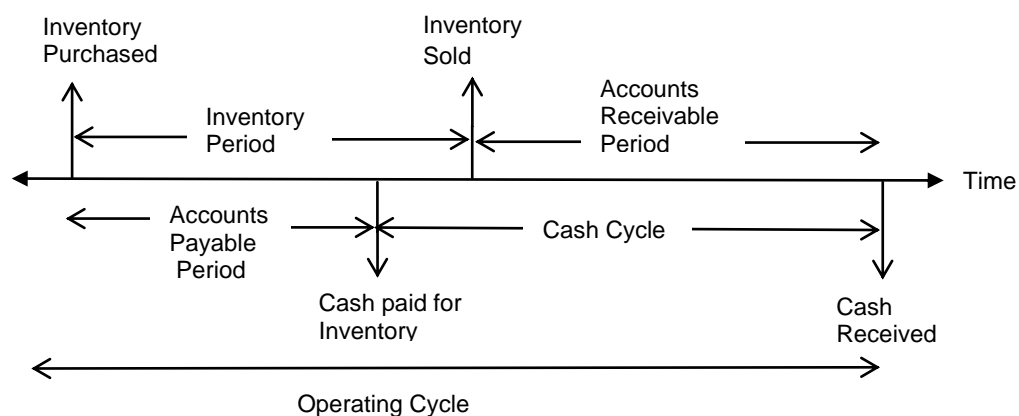 Inventory
Purchased
Inventory
Sold
Inventory
Period
Accounts
Receivable
Period
Time
Accounts
Payable
Period
Cash Cycle
Cash paid for
Inventory
Cash
Received
Operating Cycle